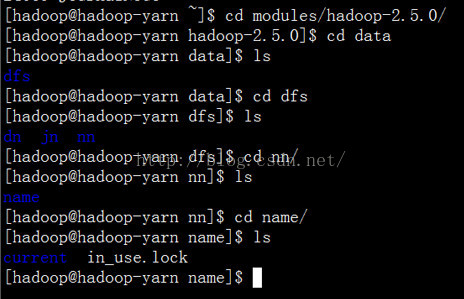 [hadoop@hadoop-yarn ~]$ cd modules/hadoop-2.5.0/
[hadoop@hadoop-yarn hadoop-2.5.0]$ cd data
[hadoop@hadoop-yarn data]$ ls
dfs
[hadoop@hadoop-yarn data]$ cd dfs
[hadoop@hadoop-yarn dfs]$ ls
dn jn nn
[hadoop@hadoop-yarn dfs]$ cd nn/
http://blog.csdn.net/
[hadoop@hadoop-yarn nn]$ ls
name
[hadoop@hadoop-yarn nn]$ cd name/
[hadoop@hadoop-yarn name]$ ls
current in_use.lock
[hadoop@hadoop-yarn name]$